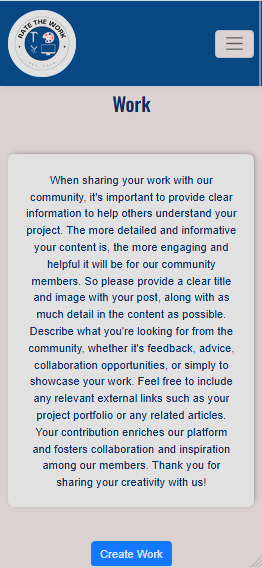 RATE THE WORK
Work
When sharing your work with our
community, it's important to provide clear
information to help others understand your
project. The more detailed and informative
your content is, the more engaging and
helpful it will be for our community
members. So please provide a clear title
and image with your post, along with as
much detail in the content as possible.
Describe what you're looking for from the
community, whether it's feedback, advice,
collaboration opportunities, or simply to
showcase your work. Feel free to include
any relevant external links such as your
project portfolio or any related articles.
Your contribution enriches our platform
and fosters collaboration and inspiration
among our members. Thank you for
sharing your creativity with us!
Create Work